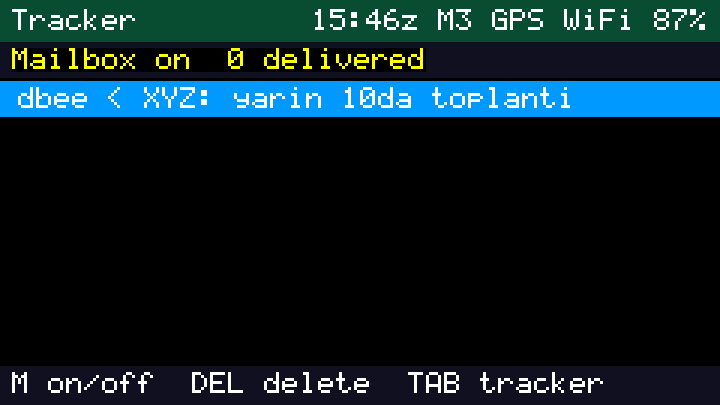 Tracker 15:46z M3 GPS WiFi 87%
Mailbox on 0 delivered
dbee < XYZ: yarin 10da toplanti
M on/off DEL delete TAB tracker